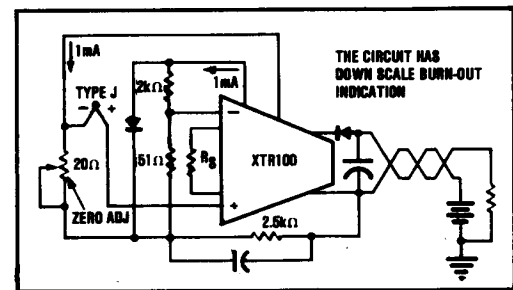 1mA
TYPE J
- +
20Ω
ZERO ADJ
2kΩ
1mA
51Ω
RS
-
+
XTR100
2.5kΩ
THE CIRCUIT HAS
DOWN SCALE BURN-OUT
INDICATION